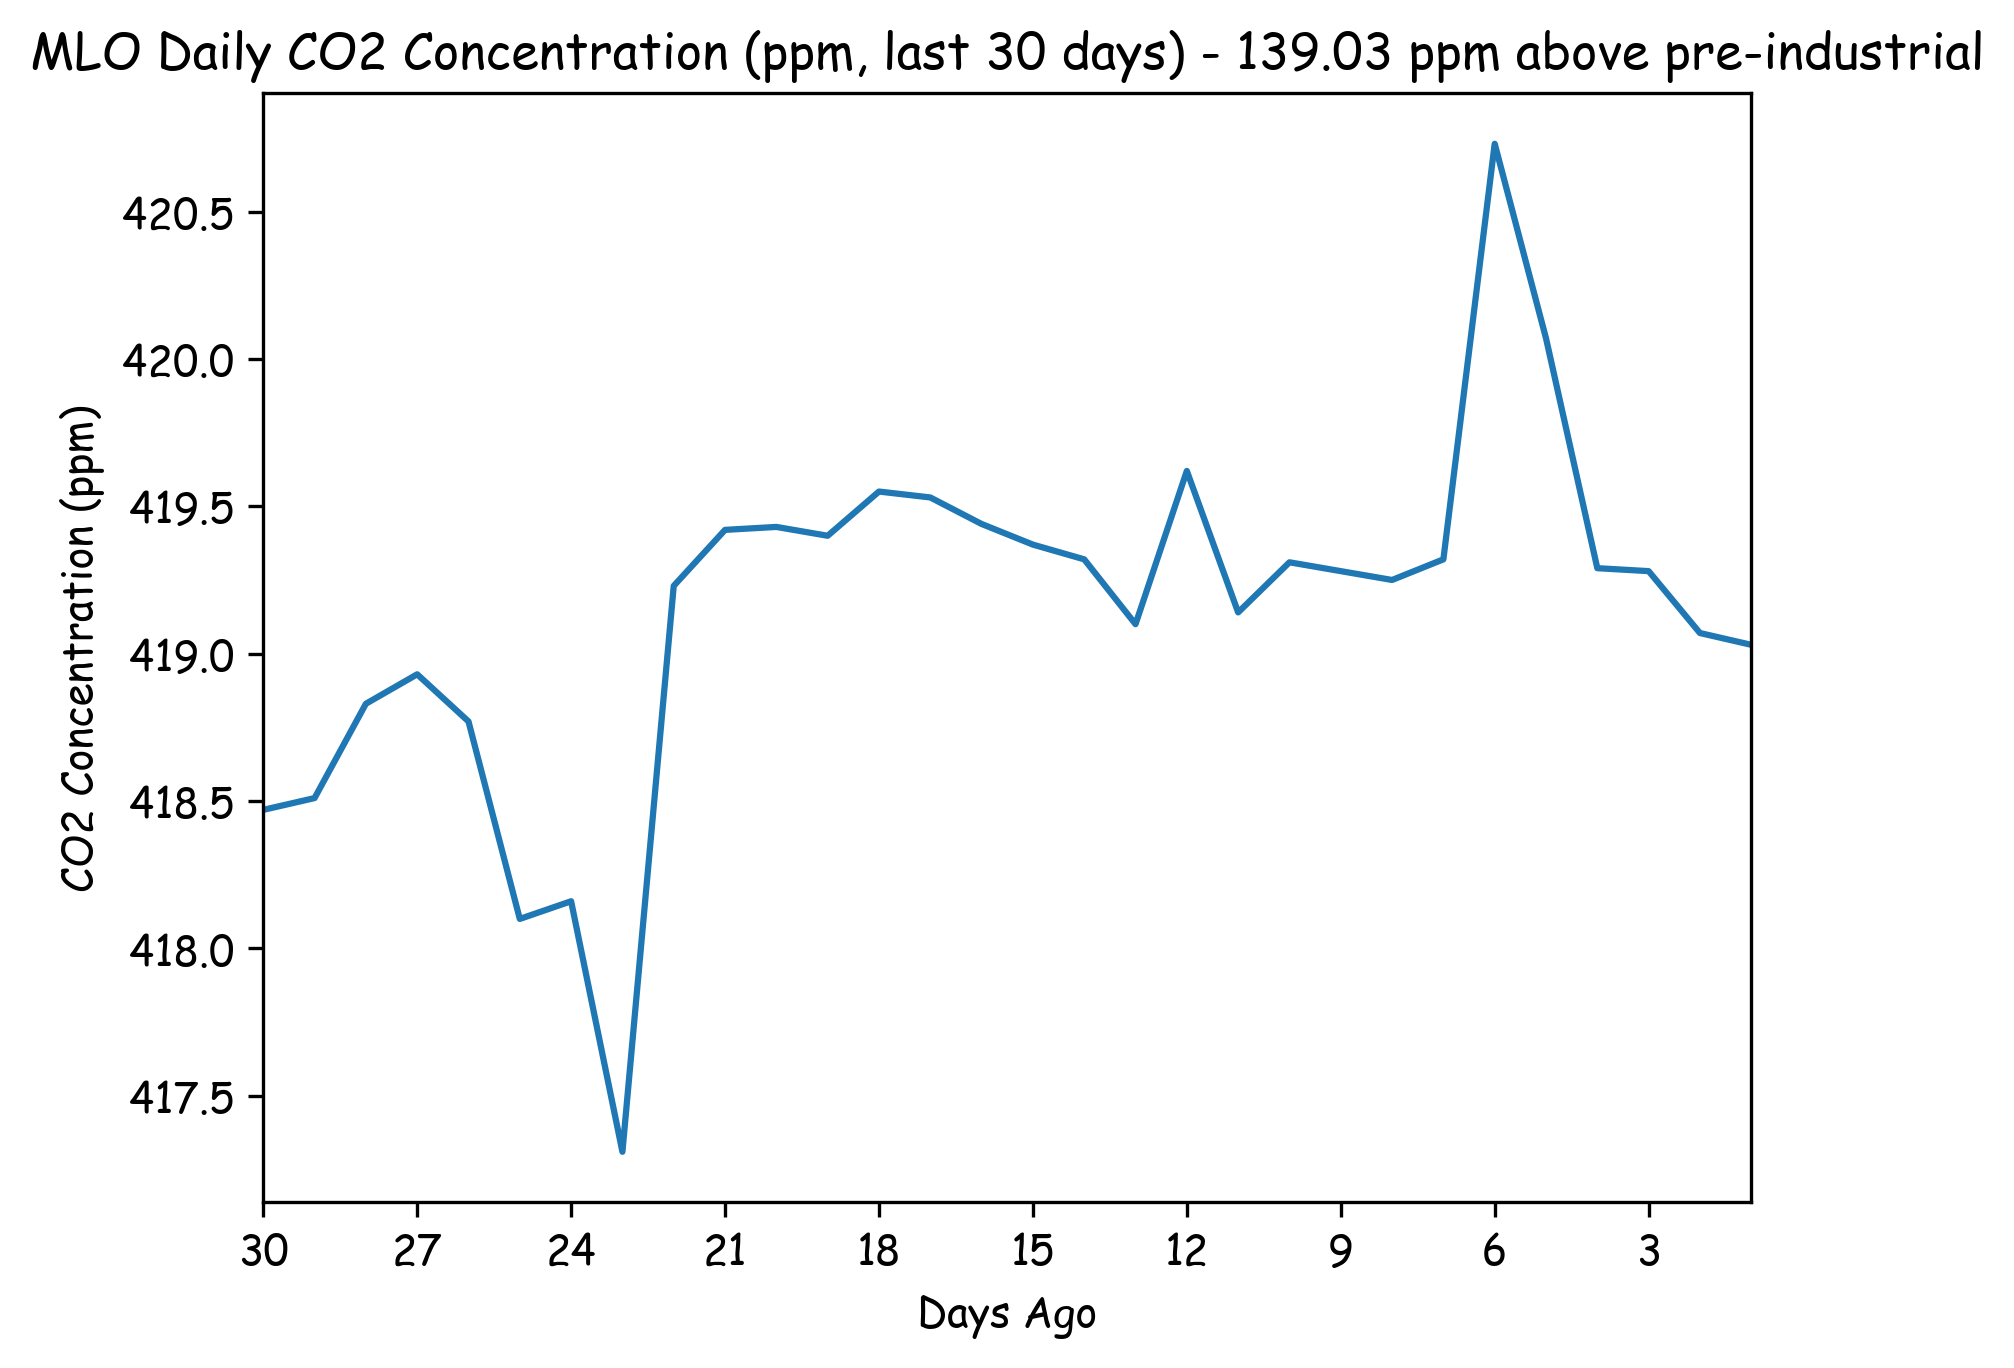 MLO Daily CO2 Concentration (ppm, last 30 days) - 139.03 ppm above pre-industrial
CO2 Concentration (ppm)
420.5
420.0
419.5
419.0
418.5
418.0
417.5
30 27 24 21 18 15 12 9 6 3
Days Ago